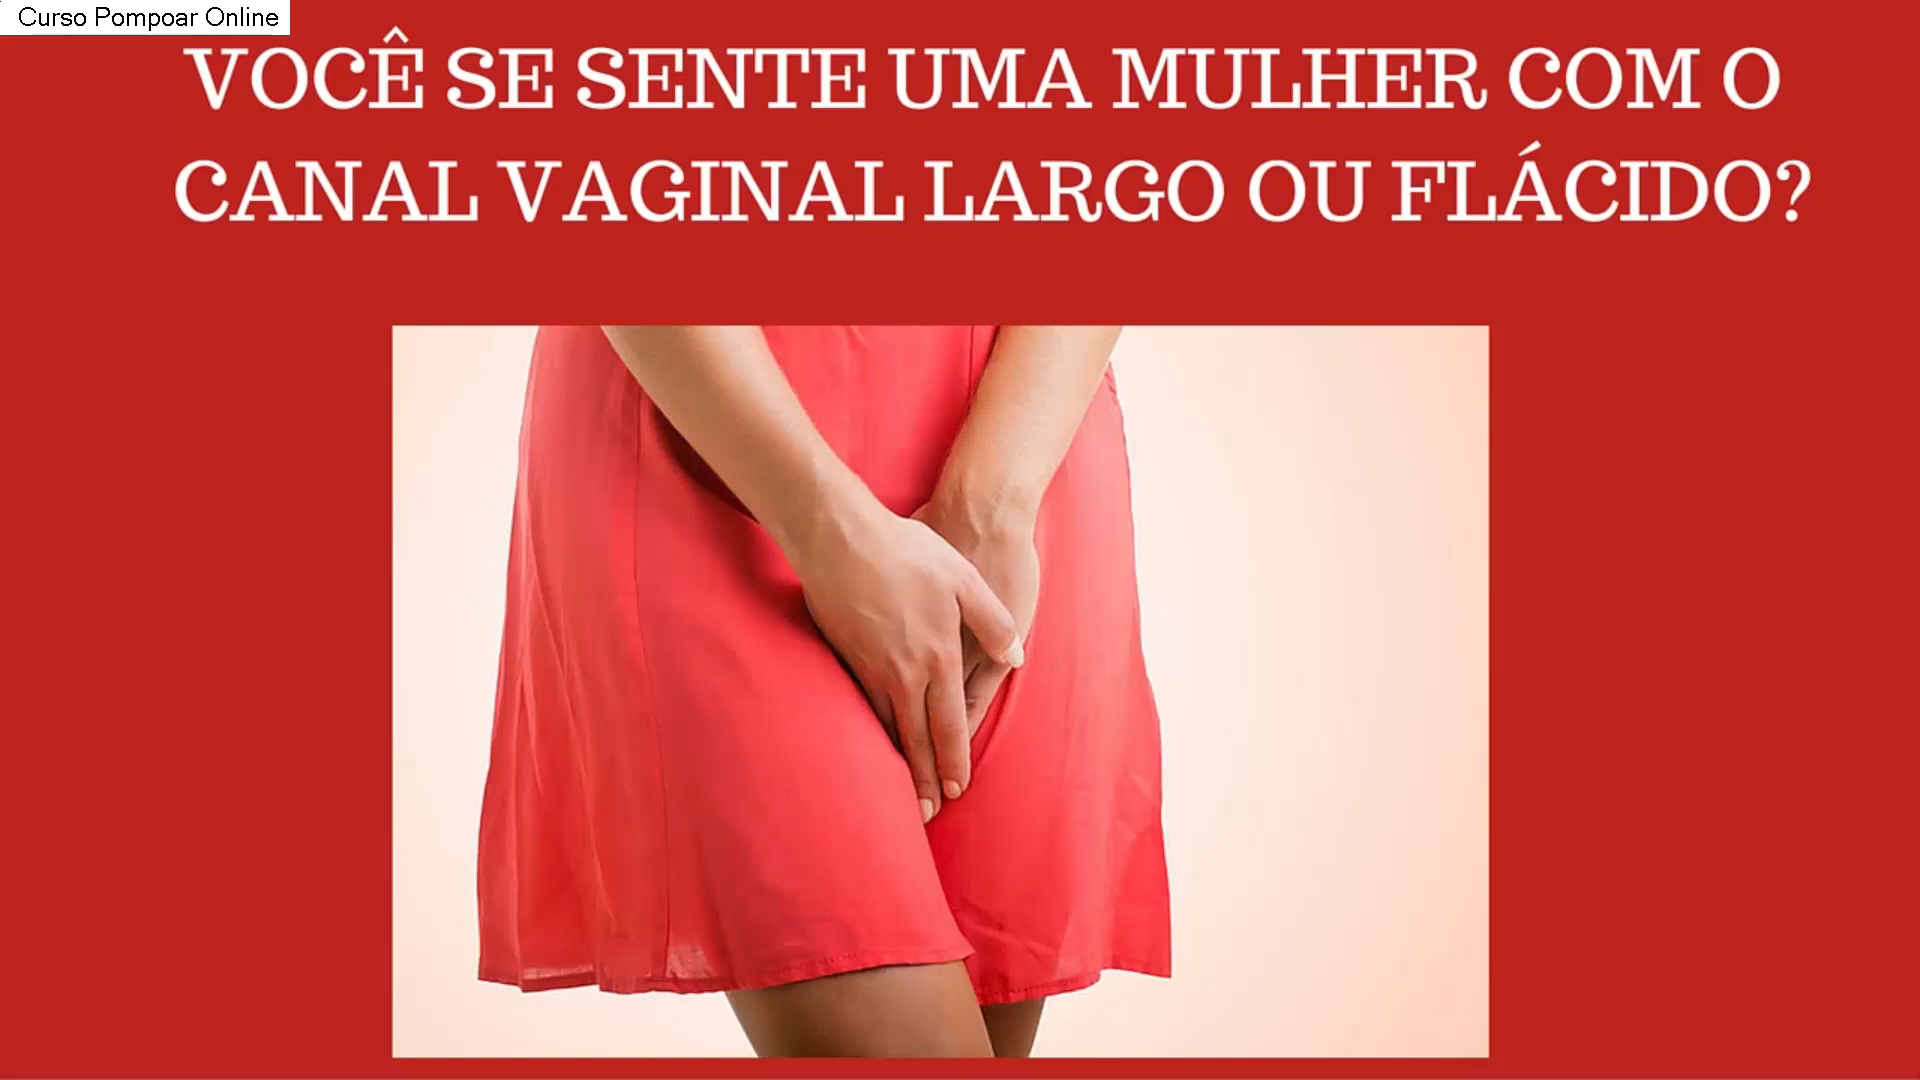 Curso Pompoar Online
VOCÊ SE SENTE UMA MULHER COM O
CANAL VAGINAL LARGO OU FLÁCIDO?